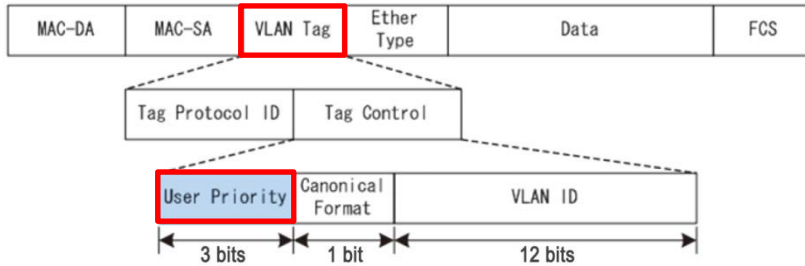 MAC-DA MAC-SA VLAN Tag Ether Type Data FCS
Tag Protocol ID Tag Control
User Priority Canonical Format VLAN ID
3 bits 1 bit 12 bits